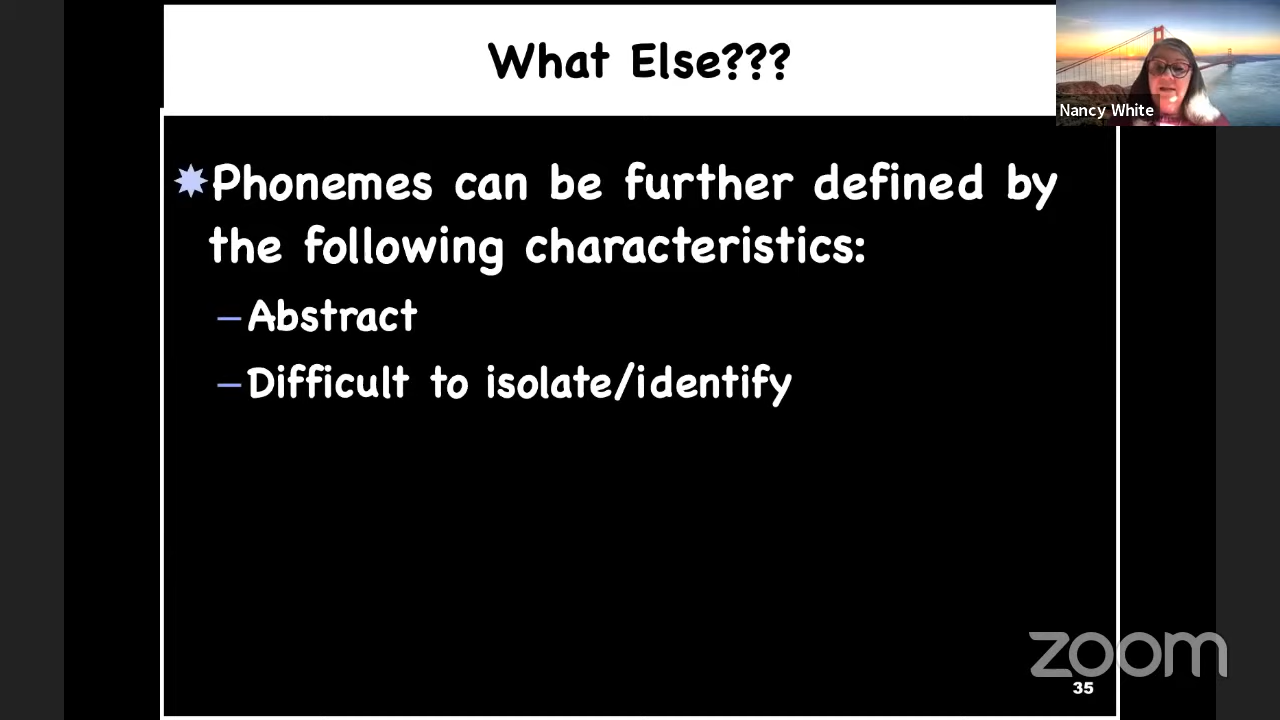 What Else???
Nancy White
Phonemes can be further defined by
the following characteristics:
–Abstract
–Difficult to isolate/identify
zoom
35